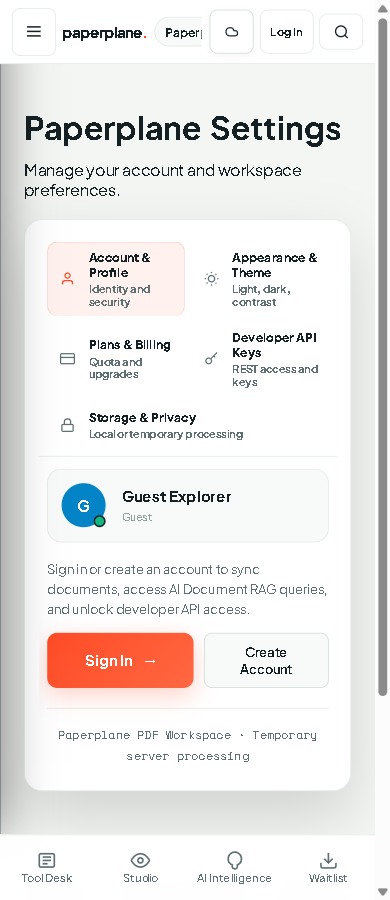 paperplane.
Paperp
Log In
Paperplane Settings
Manage your account and workspace
preferences.
Account &
Profile
Identity and
security
Appearance &
Theme
Light, dark,
contrast
Plans & Billing
Quota and
upgrades
Developer API
Keys
REST access and
keys
Storage & Privacy
Local or temporary processing
G
Guest Explorer
Guest
Sign in or create an account to sync
documents, access AI Document RAG queries,
and unlock developer API access.
Sign In →
Create
Account
Paperplane PDF Workspace · Temporary
server processing
Tool Desk
Studio
AI Intelligence
Waitlist